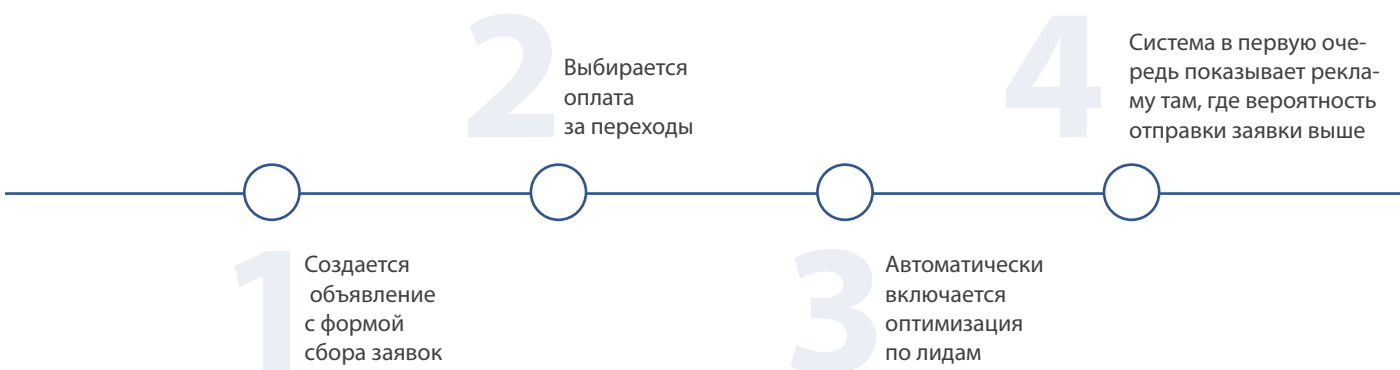 1
Создается
объявление
с формой
сбора заявок
2
Выбирается
оплата
за переходы
3
Автоматически
включается
оптимизация
по лидам
4
Система в первую оче-
редь показывает рекла-
му там, где вероятность
отправки заявки выше